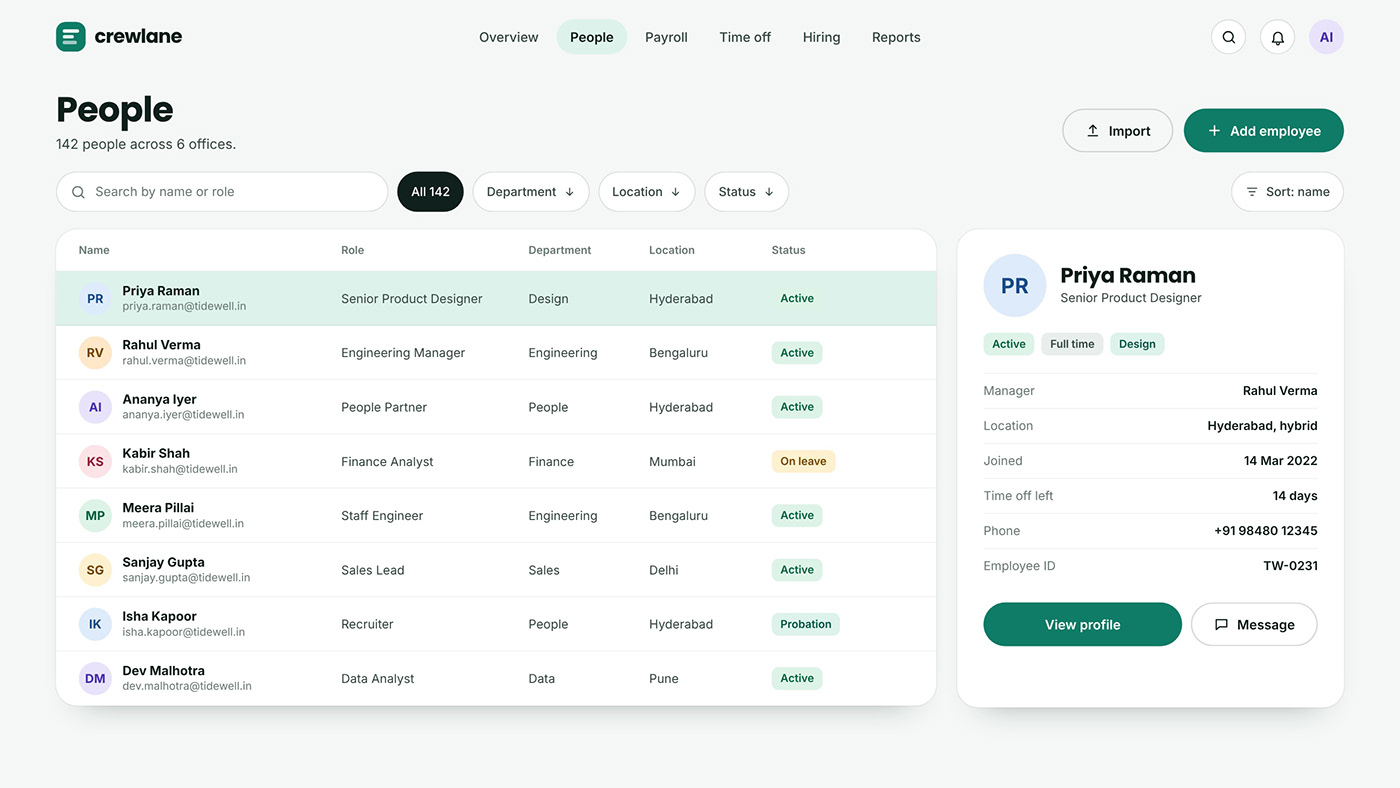 crewlane
Overview People Payroll Time off Hiring Reports
AI
People
142 people across 6 offices.
Import
Add employee
Search by name or role
All 142
Department
Location
Status
Sort: name
Name Role Department Location Status
PR Priya Raman
priya.raman@tidewell.in
Senior Product Designer Design Hyderabad Active
RV Rahul Verma
rahul.verma@tidewell.in
Engineering Manager Engineering Bengaluru Active
AI Ananya Iyer
ananya.iyer@tidewell.in
People Partner People Hyderabad Active
KS Kabir Shah
kabir.shah@tidewell.in
Finance Analyst Finance Mumbai On leave
MP Meera Pillai
meera.pillai@tidewell.in
Staff Engineer Engineering Bengaluru Active
SG Sanjay Gupta
sanjay.gupta@tidewell.in
Sales Lead Sales Delhi Active
IK Isha Kapoor
isha.kapoor@tidewell.in
Recruiter People Hyderabad Probation
DM Dev Malhotra
dev.malhotra@tidewell.in
Data Analyst Data Pune Active
PR
Priya Raman
Senior Product Designer
Active Full time Design
Manager Rahul Verma
Location Hyderabad, hybrid
Joined 14 Mar 2022
Time off left 14 days
Phone +91 98480 12345
Employee ID TW-0231
View profile
Message